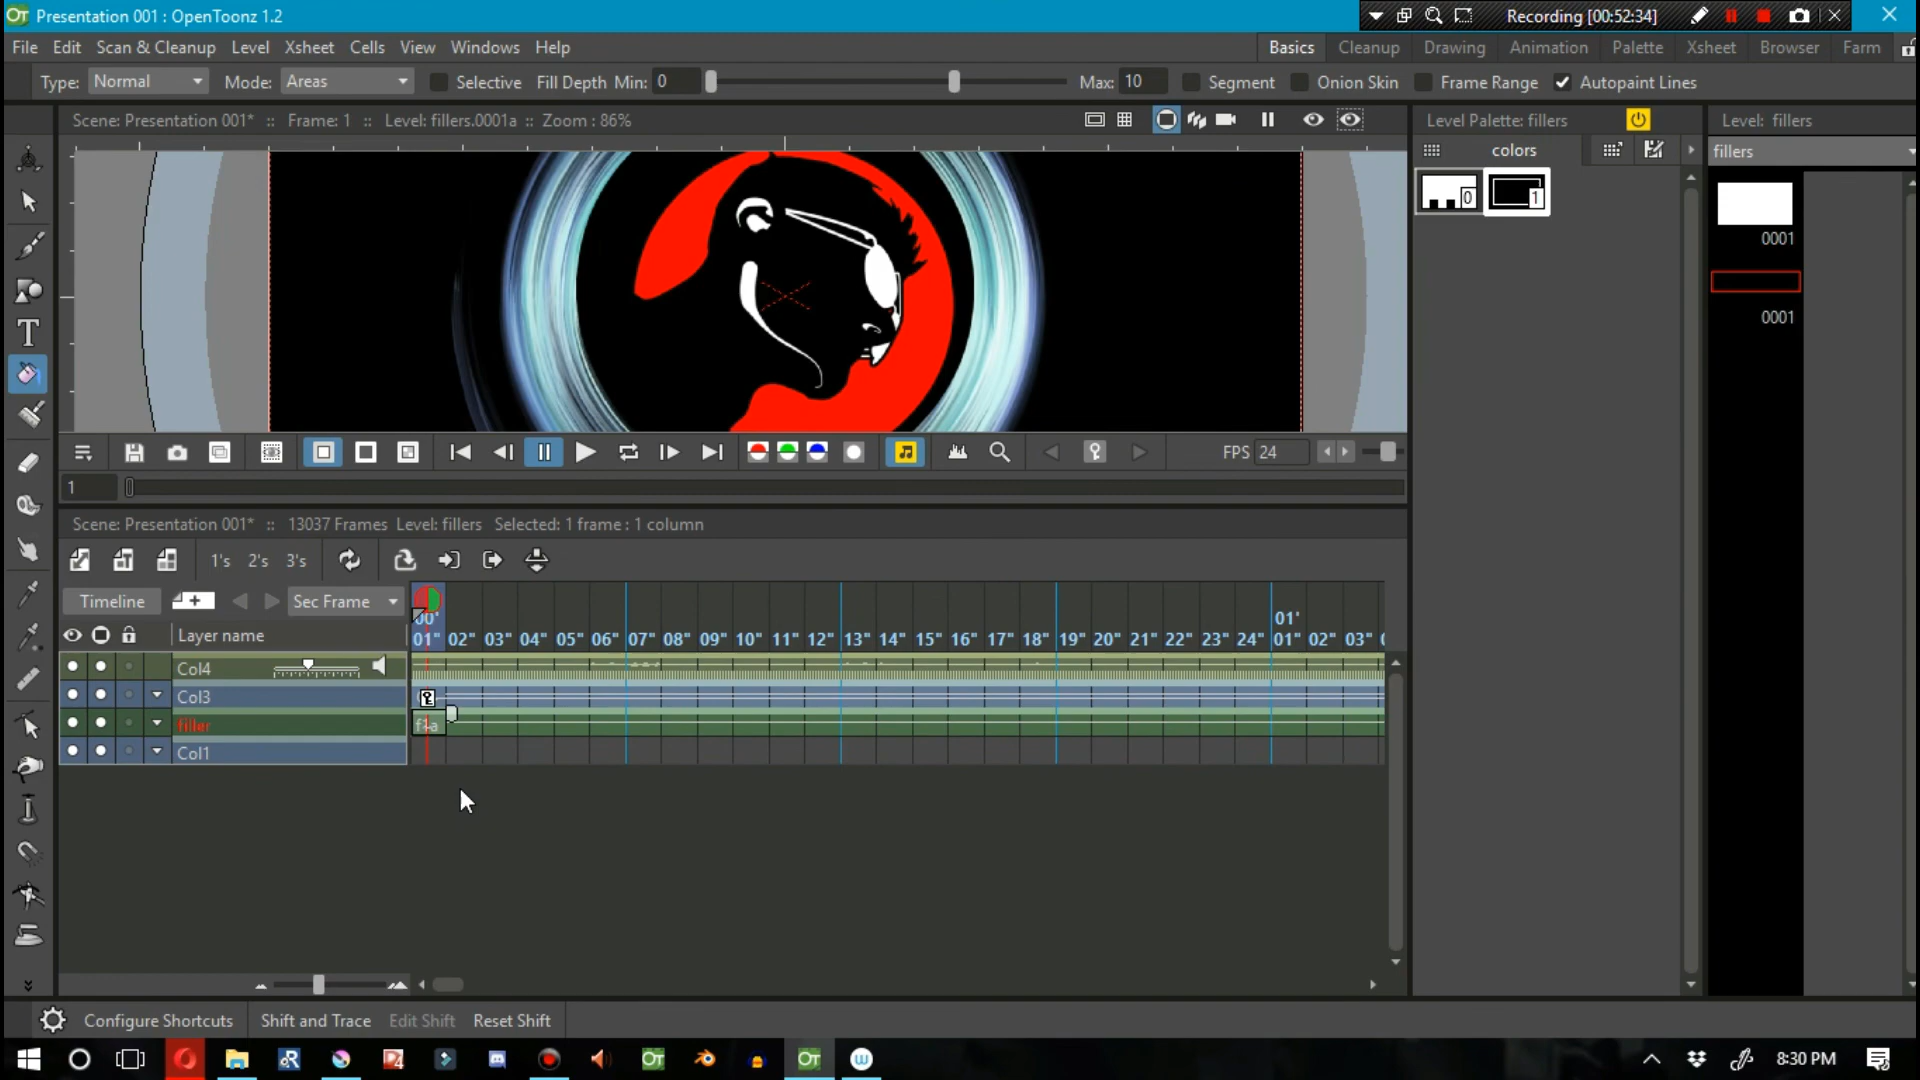 Presentation 001 : OpenToonz 1.2
Recording [00:52:34]
File Edit Scan & Cleanup Level Xsheet Cells View Windows Help
Basics Cleanup Drawing Animation Palette Xsheet Browser Farm
Type: Normal Mode: Areas Selective Fill Depth Min: 0 Max: 10 Segment Onion Skin Frame Range Autopaint Lines
Scene: Presentation 001* :: Frame: 1 :: Level: fillers.0001a :: Zoom : 86%
Level Palette: fillers
Level: fillers
colors
fillers
0
1
0001
0001
FPS 24
1
Scene: Presentation 001* :: 13037 Frames Level: fillers Selected: 1 frame : 1 column
1's 2's 3's
Timeline
Sec Frame
00'
01'
Layer name
01" 02" 03" 04" 05" 06" 07" 08" 09" 10" 11" 12" 13" 14" 15" 16" 17" 18" 19" 20" 21" 22" 23" 24" 01" 02" 03"
Col4
Col3
filler
Col1
Configure Shortcuts Shift and Trace Edit Shift Reset Shift
8:30 PM